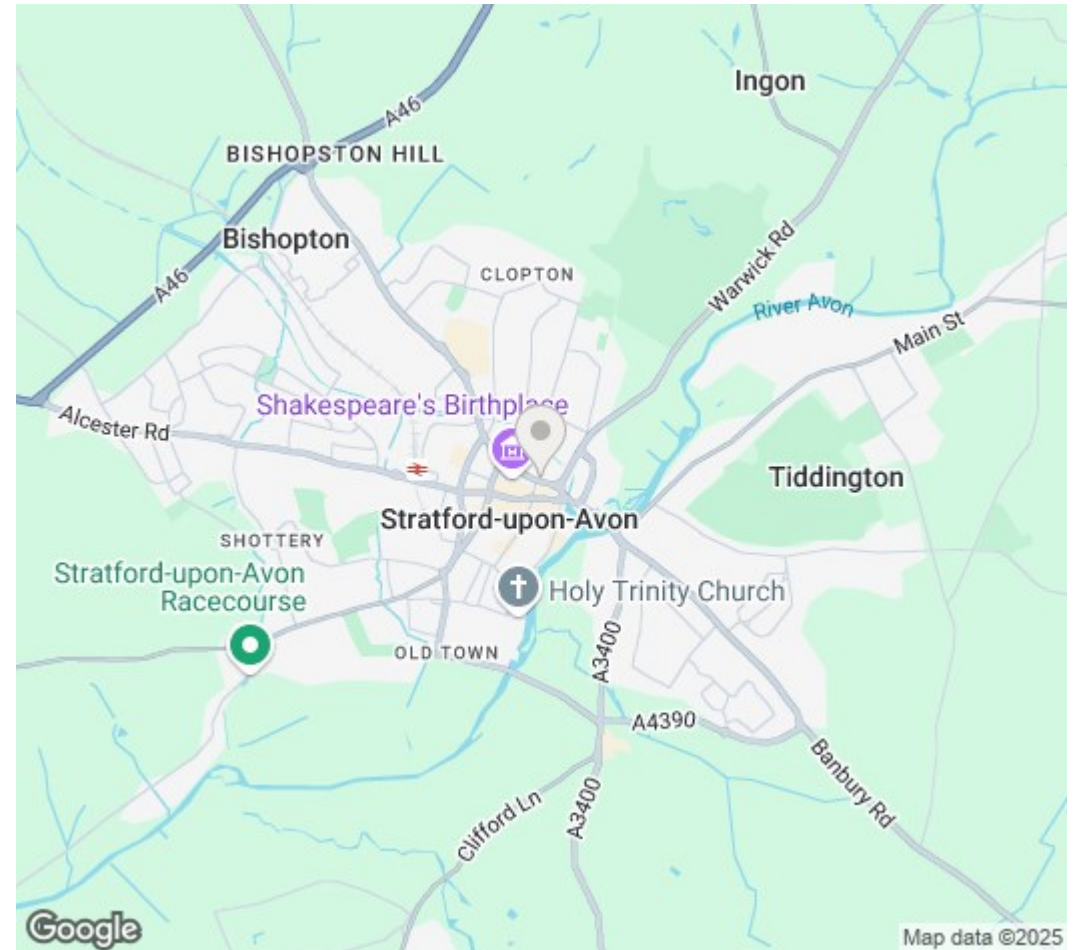 Ingon
A46
BISHOPSTON HILL
Bishopton
CLOPTON
Warwick Rd
A46
River Avon
Main St
Shakespeare's Birthplace
Alcester Rd
Tiddington
Stratford-upon-Avon
SHOTTERY
Stratford-upon-Avon
Racecourse
Holy Trinity Church
OLD TOWN
A3400
A4390
Banbury Rd
Clifford Ln
A3400
Google
Map data ©2025